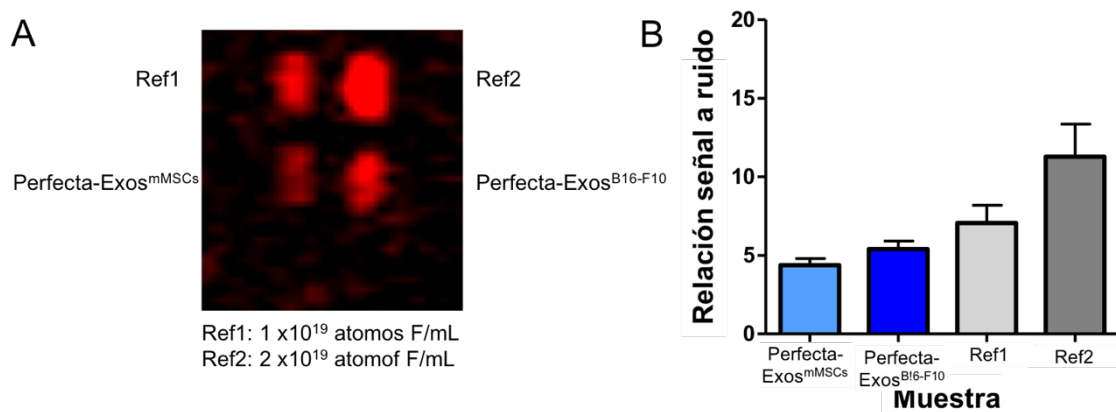 A
Ref1
Ref2
Perfecta-Exos^mMSCs
Perfecta-Exos^B16-F10
Ref1: 1 x10^19 atomos F/mL
Ref2: 2 x10^19 atomof F/mL
B
Relación señal a ruido
20
15
10
5
0
Perfecta-
Exos^mMSCs
Perfecta-
Exos^B!6-F10
Ref1
Ref2
Muestra